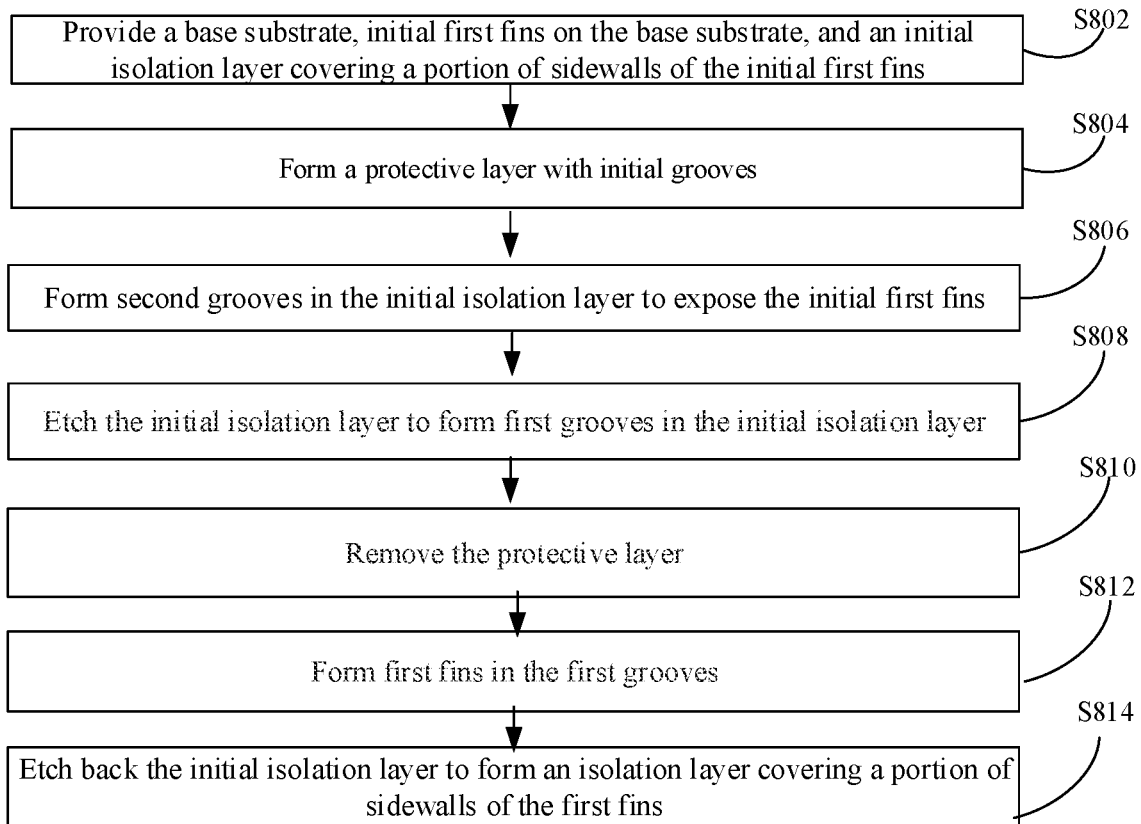 S802
Provide a base substrate, initial first fins on the base substrate, and an initial
isolation layer covering a portion of sidewalls of the initial first fins
S804
Form a protective layer with initial grooves
S806
Form second grooves in the initial isolation layer to expose the initial first fins
S808
Etch the initial isolation layer to form first grooves in the initial isolation layer
S810
Remove the protective layer
S812
Form first fins in the first grooves
S814
Etch back the initial isolation layer to form an isolation layer covering a portion of
sidewalls of the first fins